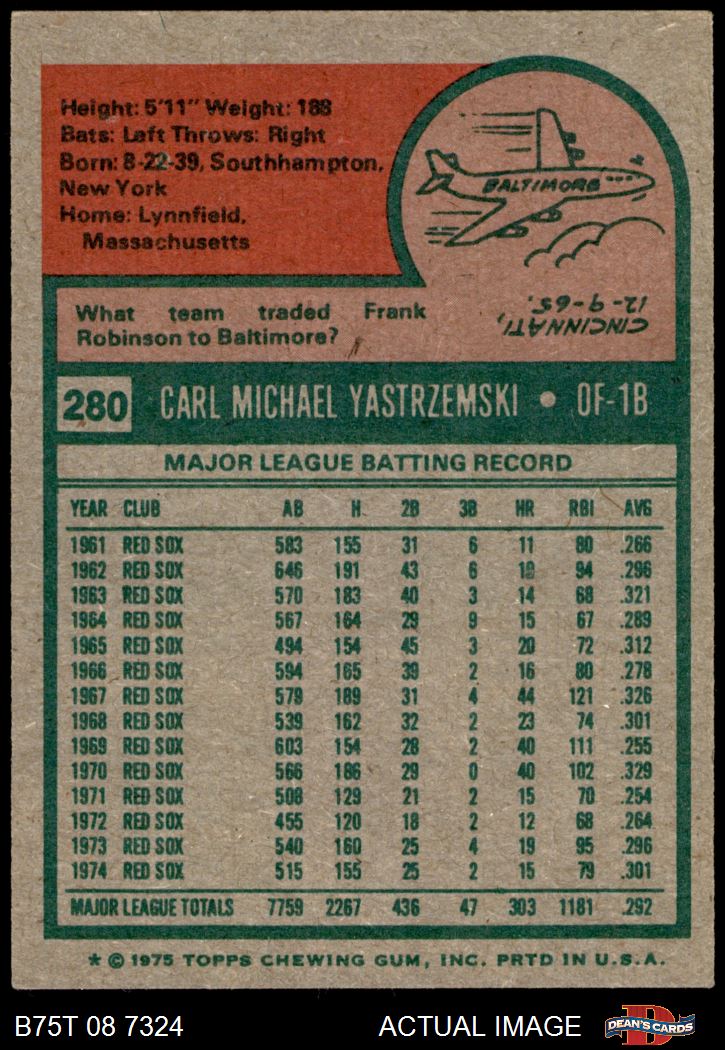 Height: 5'11" Weight: 188
Bats: Left Throws: Right
Born: 8-22-39, Southhampton,
New York
Home: Lynnfield,
Massachusetts
BALTIMORE
What team traded Frank
Robinson to Baltimore?
CINCINNATI,
12-9-65.
280 CARL MICHAEL YASTRZEMSKI • OF-1B
MAJOR LEAGUE BATTING RECORD
YEAR CLUB AB H 2B 3B HR RBI AVG
1961 RED SOX 583 155 31 6 11 80 .266
1962 RED SOX 646 191 43 6 19 94 .296
1963 RED SOX 570 183 40 3 14 68 .321
1964 RED SOX 567 164 29 9 15 67 .289
1965 RED SOX 494 154 45 3 20 72 .312
1966 RED SOX 594 165 39 2 16 80 .278
1967 RED SOX 579 189 31 4 44 121 .326
1968 RED SOX 539 162 32 2 23 74 .301
1969 RED SOX 603 154 28 2 40 111 .255
1970 RED SOX 566 186 29 0 40 102 .329
1971 RED SOX 508 129 21 2 15 70 .254
1972 RED SOX 455 120 18 2 12 68 .264
1973 RED SOX 540 160 25 4 19 95 .296
1974 RED SOX 515 155 25 2 15 79 .301
MAJOR LEAGUE TOTALS 7759 2267 436 47 303 1181 .292
* © 1975 TOPPS CHEWING GUM, INC. PRTD IN U.S.A.
B75T 08 7324 ACTUAL IMAGE DEAN'S CARDS